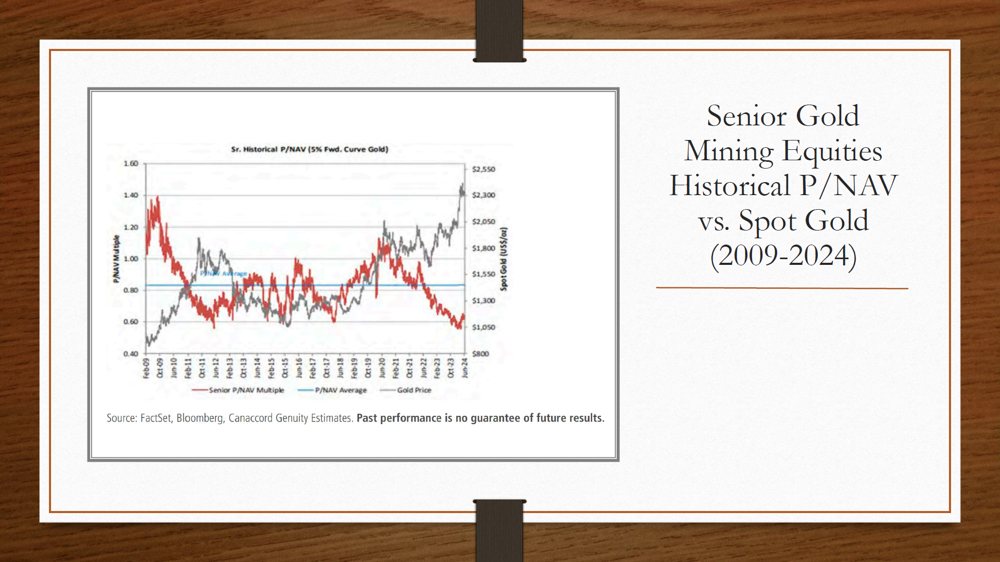 Senior Gold
Mining Equities
Historical P/NAV
vs. Spot Gold
(2009-2024)
Sr. Historical P/NAV (5% Fwd. Curve Gold)
P/NAV Multiple
1.60
1.40
1.20
1.00
0.80
0.60
0.40
P/NAV Average
$2,550
$2,300
$2,050
$1,800
$1,550
$1,300
$1,050
$800
Spot Gold (US$/oz)
Feb-09
Oct-09
Jun-10
Feb-11
Oct-11
Jun-12
Feb-13
Oct-13
Jun-14
Feb-15
Oct-15
Jun-16
Feb-17
Oct-17
Jun-18
Feb-19
Oct-19
Jun-20
Feb-21
Oct-21
Jun-22
Feb-23
Oct-23
Jun-24
Senior P/NAV Multiple P/NAV Average Gold Price
Source: FactSet, Bloomberg, Canaccord Genuity Estimates. Past performance is no guarantee of future results.